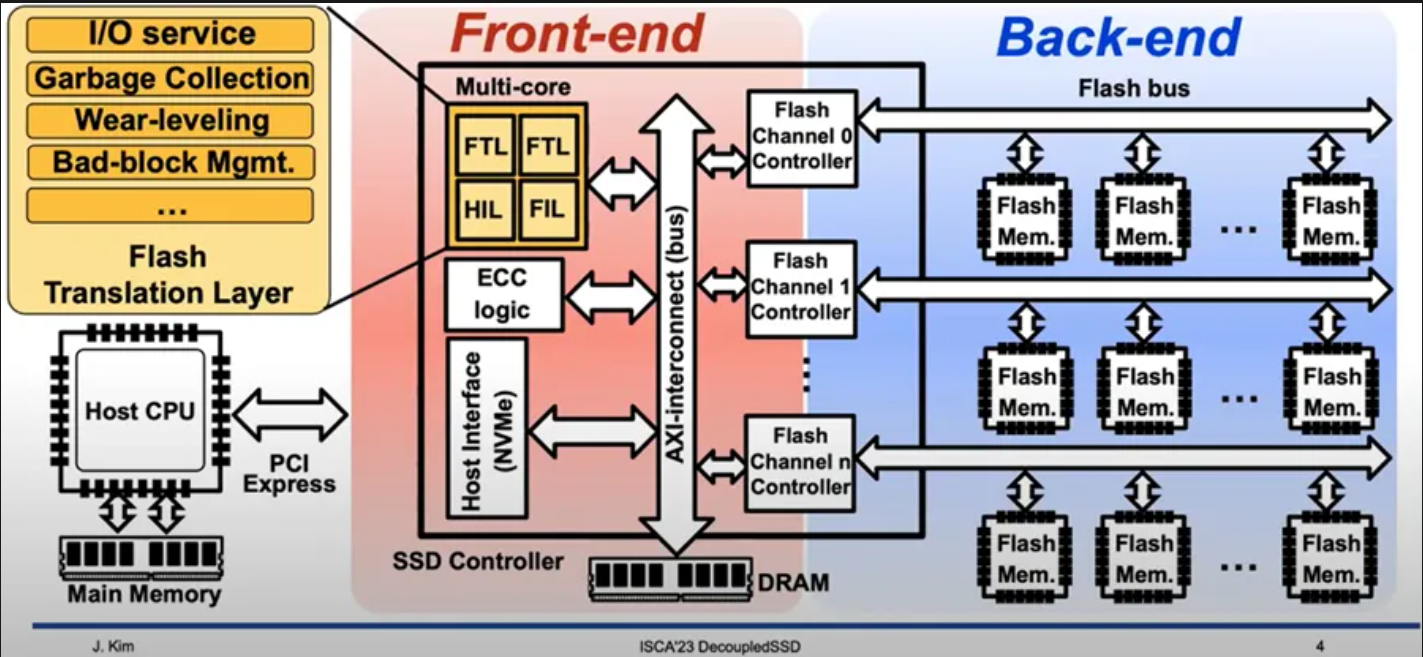 Front-end
Back-end
I/O service
Garbage Collection
Wear-leveling
Bad-block Mgmt.
...
Flash
Translation Layer
Host CPU
PCI
Express
Main Memory
Multi-core
FTL
FTL
HIL
FIL
ECC
logic
Host Interface
(NVMe)
AXI-interconnect (bus)
SSD Controller
DRAM
Flash
Channel 0
Controller
Flash
Channel 1
Controller
...
Flash
Channel n
Controller
Flash bus
Flash
Mem.
Flash
Mem.
...
Flash
Mem.
Flash
Mem.
Flash
Mem.
...
Flash
Mem.
Flash
Mem.
Flash
Mem.
...
Flash
Mem.
J. Kim
ISCA'23 DecoupledSSD
4